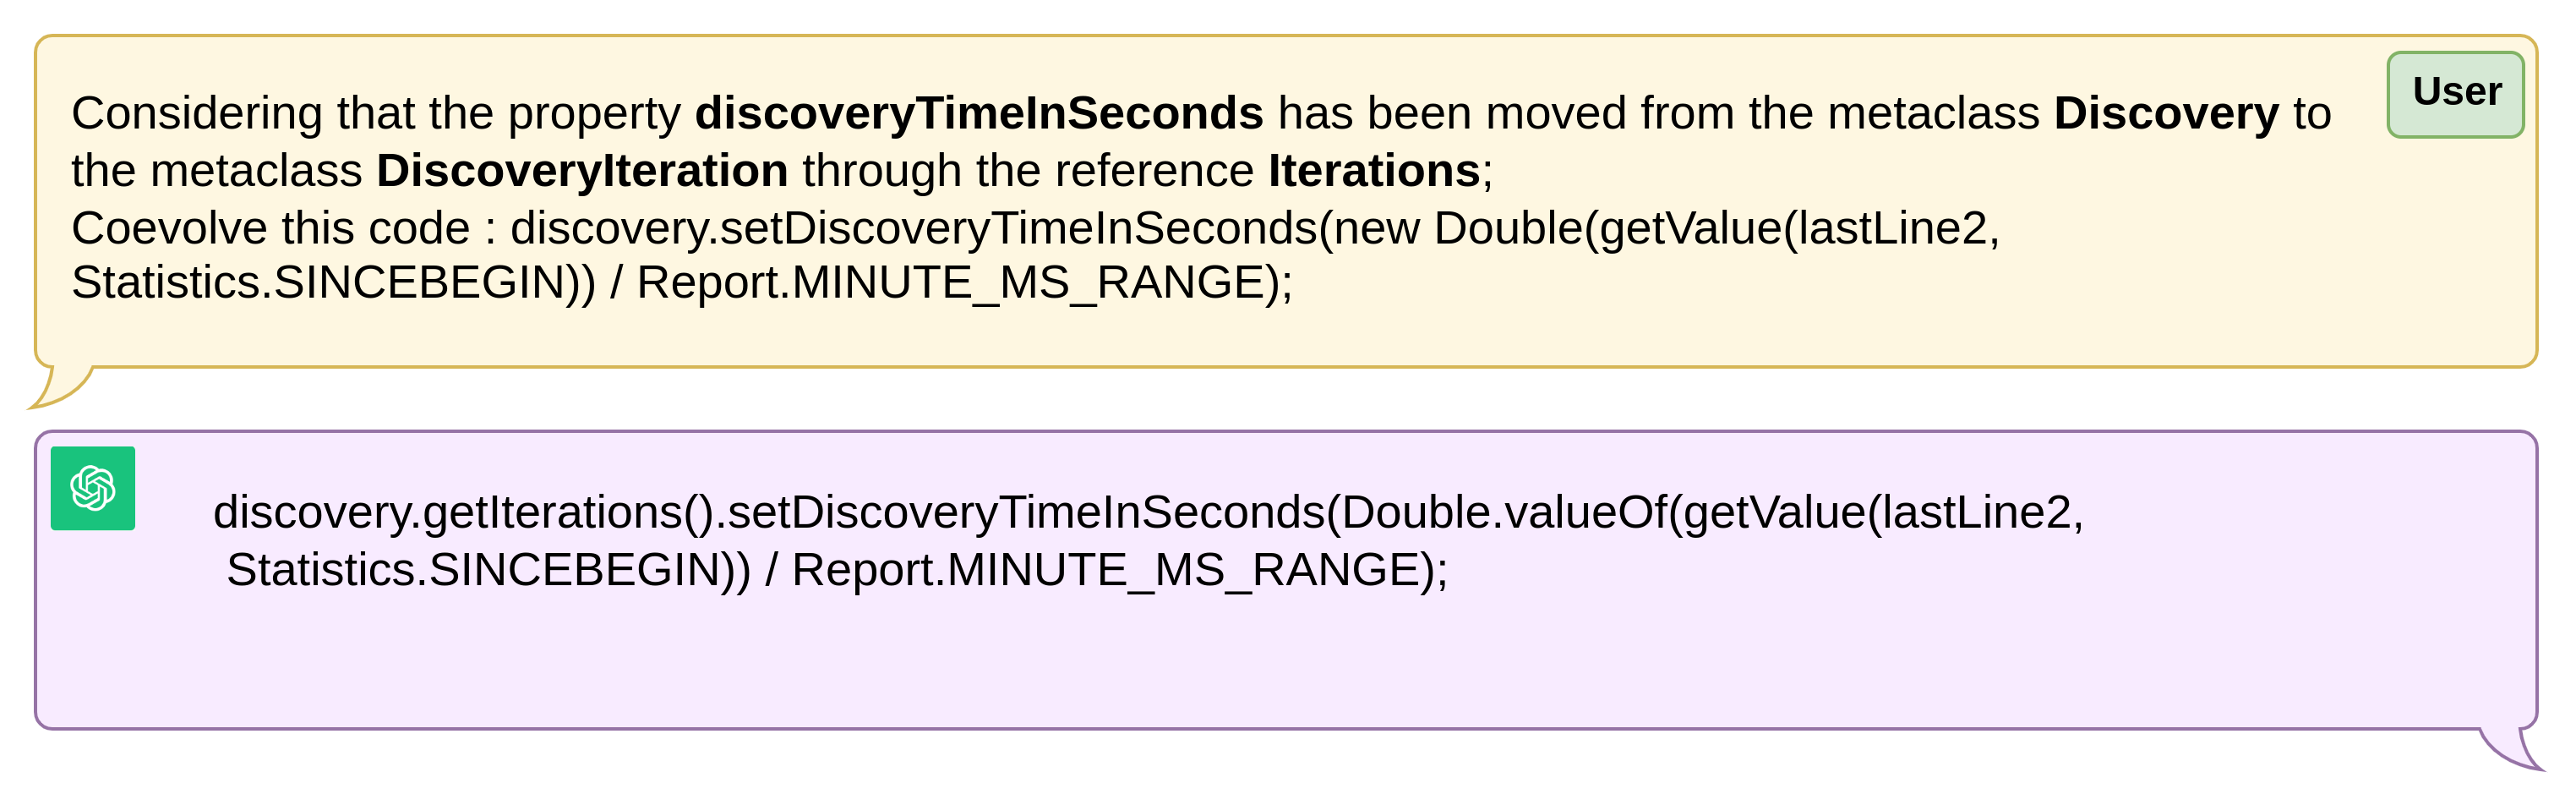 User
Considering that the property discoveryTimeInSeconds has been moved from the metaclass Discovery to
the metaclass DiscoveryIteration through the reference Iterations;
Coevolve this code : discovery.setDiscoveryTimeInSeconds(new Double(getValue(lastLine2,
Statistics.SINCEBEGIN)) / Report.MINUTE_MS_RANGE);
discovery.getIterations().setDiscoveryTimeInSeconds(Double.valueOf(getValue(lastLine2,
Statistics.SINCEBEGIN)) / Report.MINUTE_MS_RANGE);